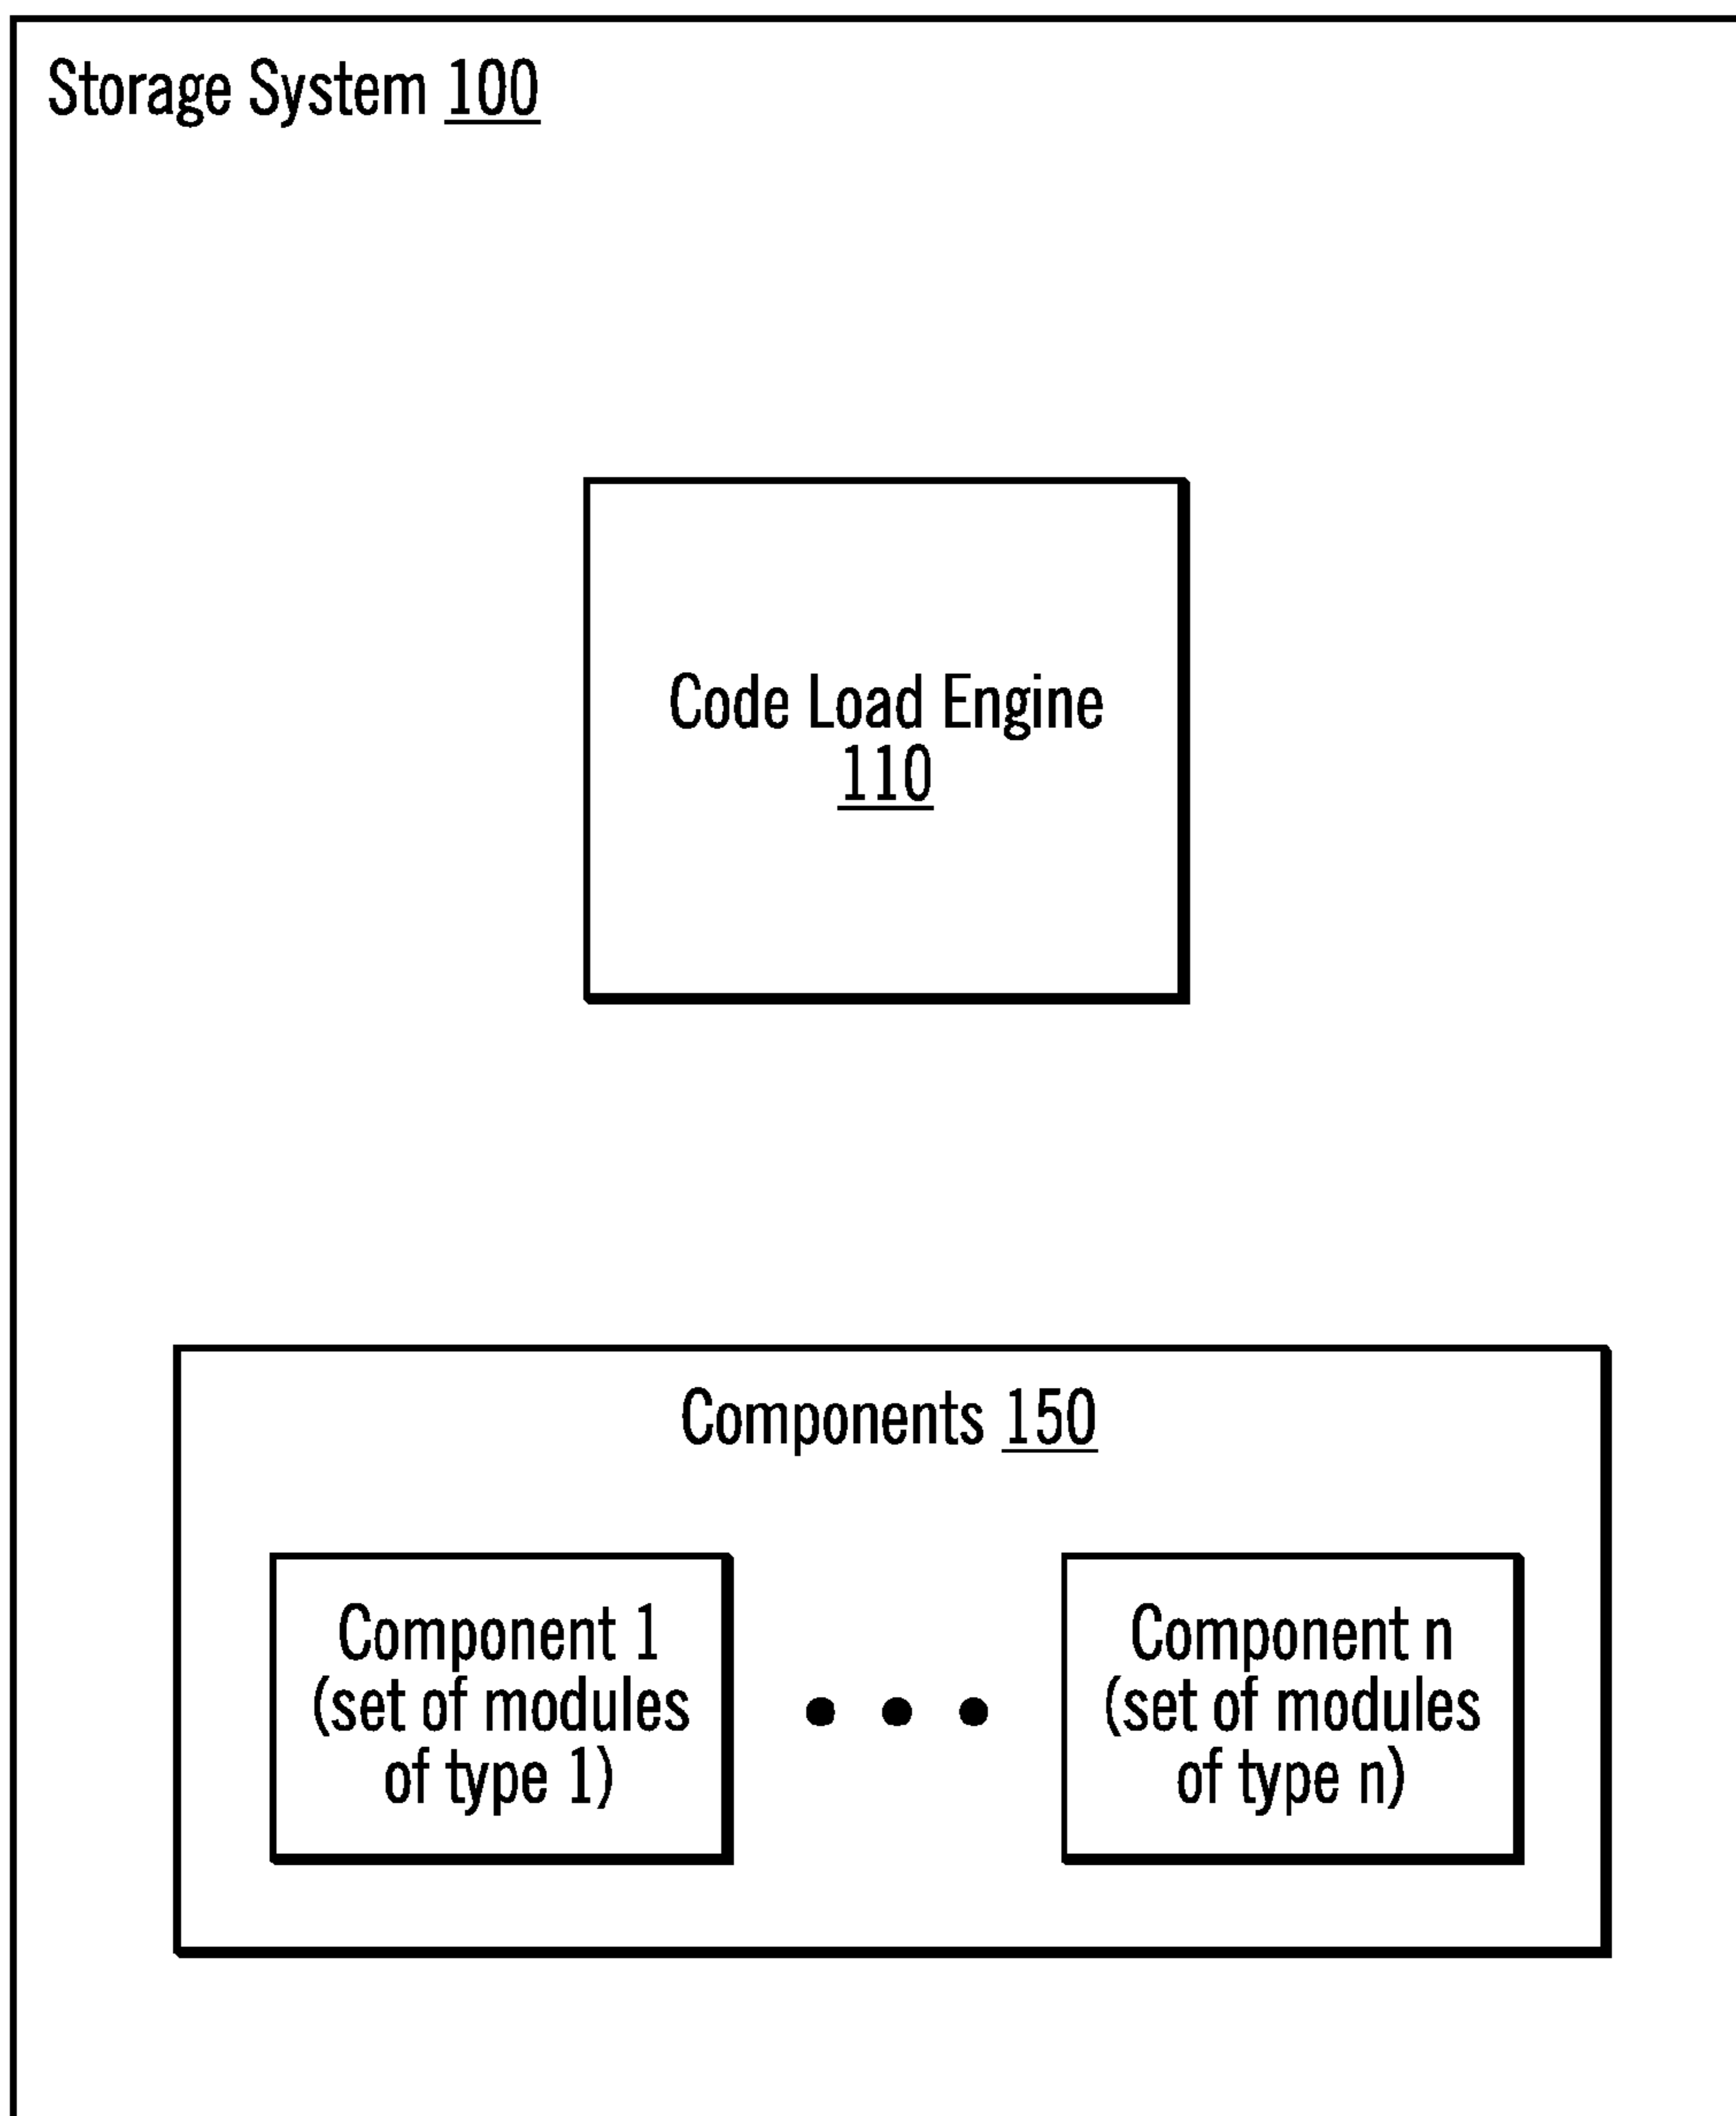 Storage System 100
Code Load Engine
110
Components 150
Component 1
(set of modules
of type 1)
Component n
(set of modules
of type n)